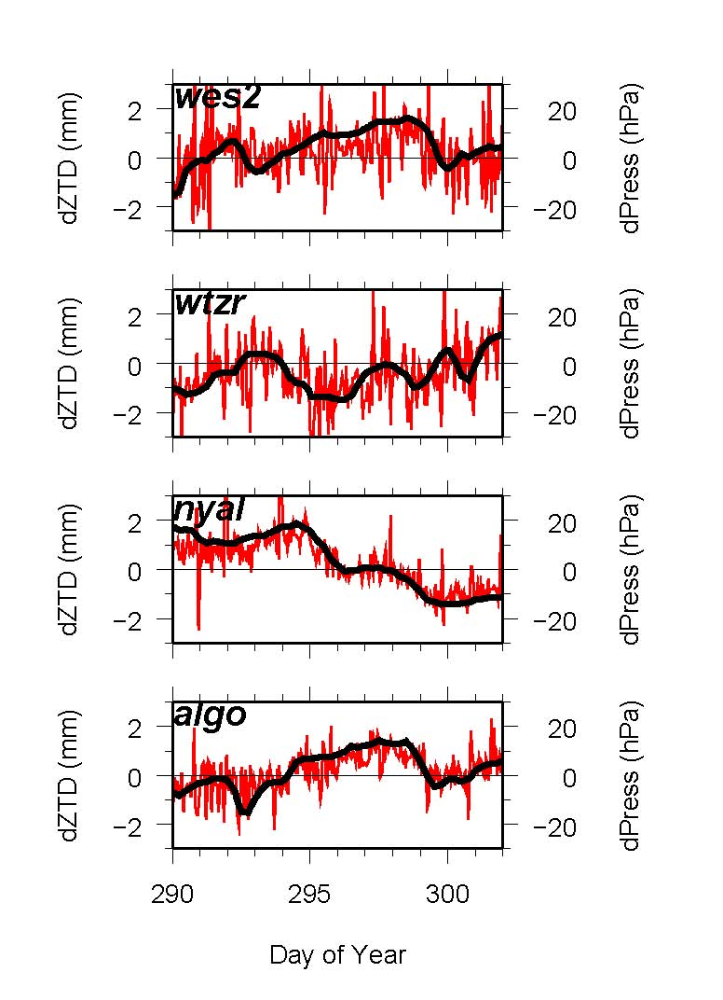 wes2
dZTD (mm)
2
0
−2
20
0
−20
dPress (hPa)
wtzr
dZTD (mm)
2
0
−2
20
0
−20
dPress (hPa)
nyal
dZTD (mm)
2
0
−2
20
0
−20
dPress (hPa)
algo
dZTD (mm)
2
0
−2
20
0
−20
dPress (hPa)
290 295 300
Day of Year